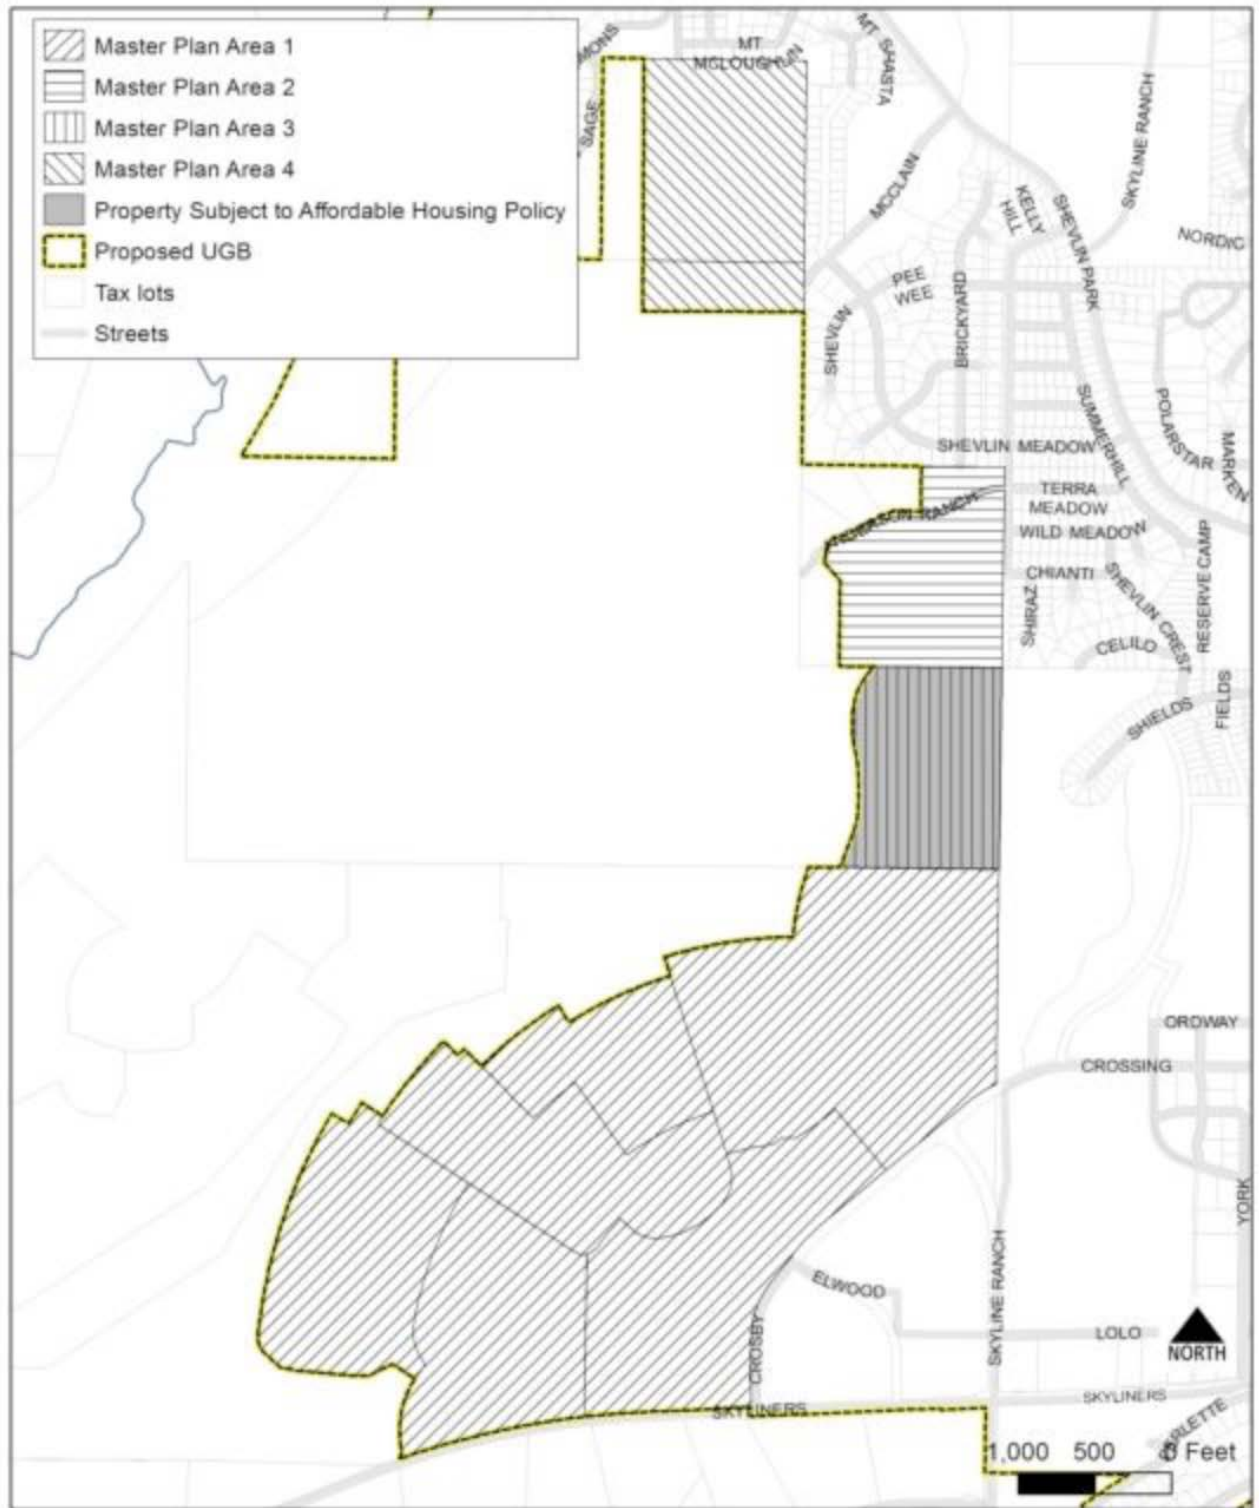 Master Plan Area 1
Master Plan Area 2
Master Plan Area 3
Master Plan Area 4
Property Subject to Affordable Housing Policy
Proposed UGB
Tax lots
Streets
MONS
SAGE
MT
MCLOUGHLIN
MT SHASTA
SKYLINE RANCH
MCCLAIN
KELLY
HILL
SHEVLIN PARK
NORDIC
PEE
WEE
BRICKYARD
SHEVLIN
SUMMERHILL
POLARSTAR
MARKEN
SHEVLIN MEADOW
TERRA
MEADOW
ANDERSON RANCH
WILD MEADOW
CHIANTI
SHIRAZ
SHEVLIN CREST
RESERVE CAMP
CELILO
SHIELDS
FIELDS
ORDWAY
CROSSING
YORK
ELWOOD
SKYLINE RANCH
CROSBY
LOLO
NORTH
SKYLINERS
SKYLINERS
1,000 500 0 Feet